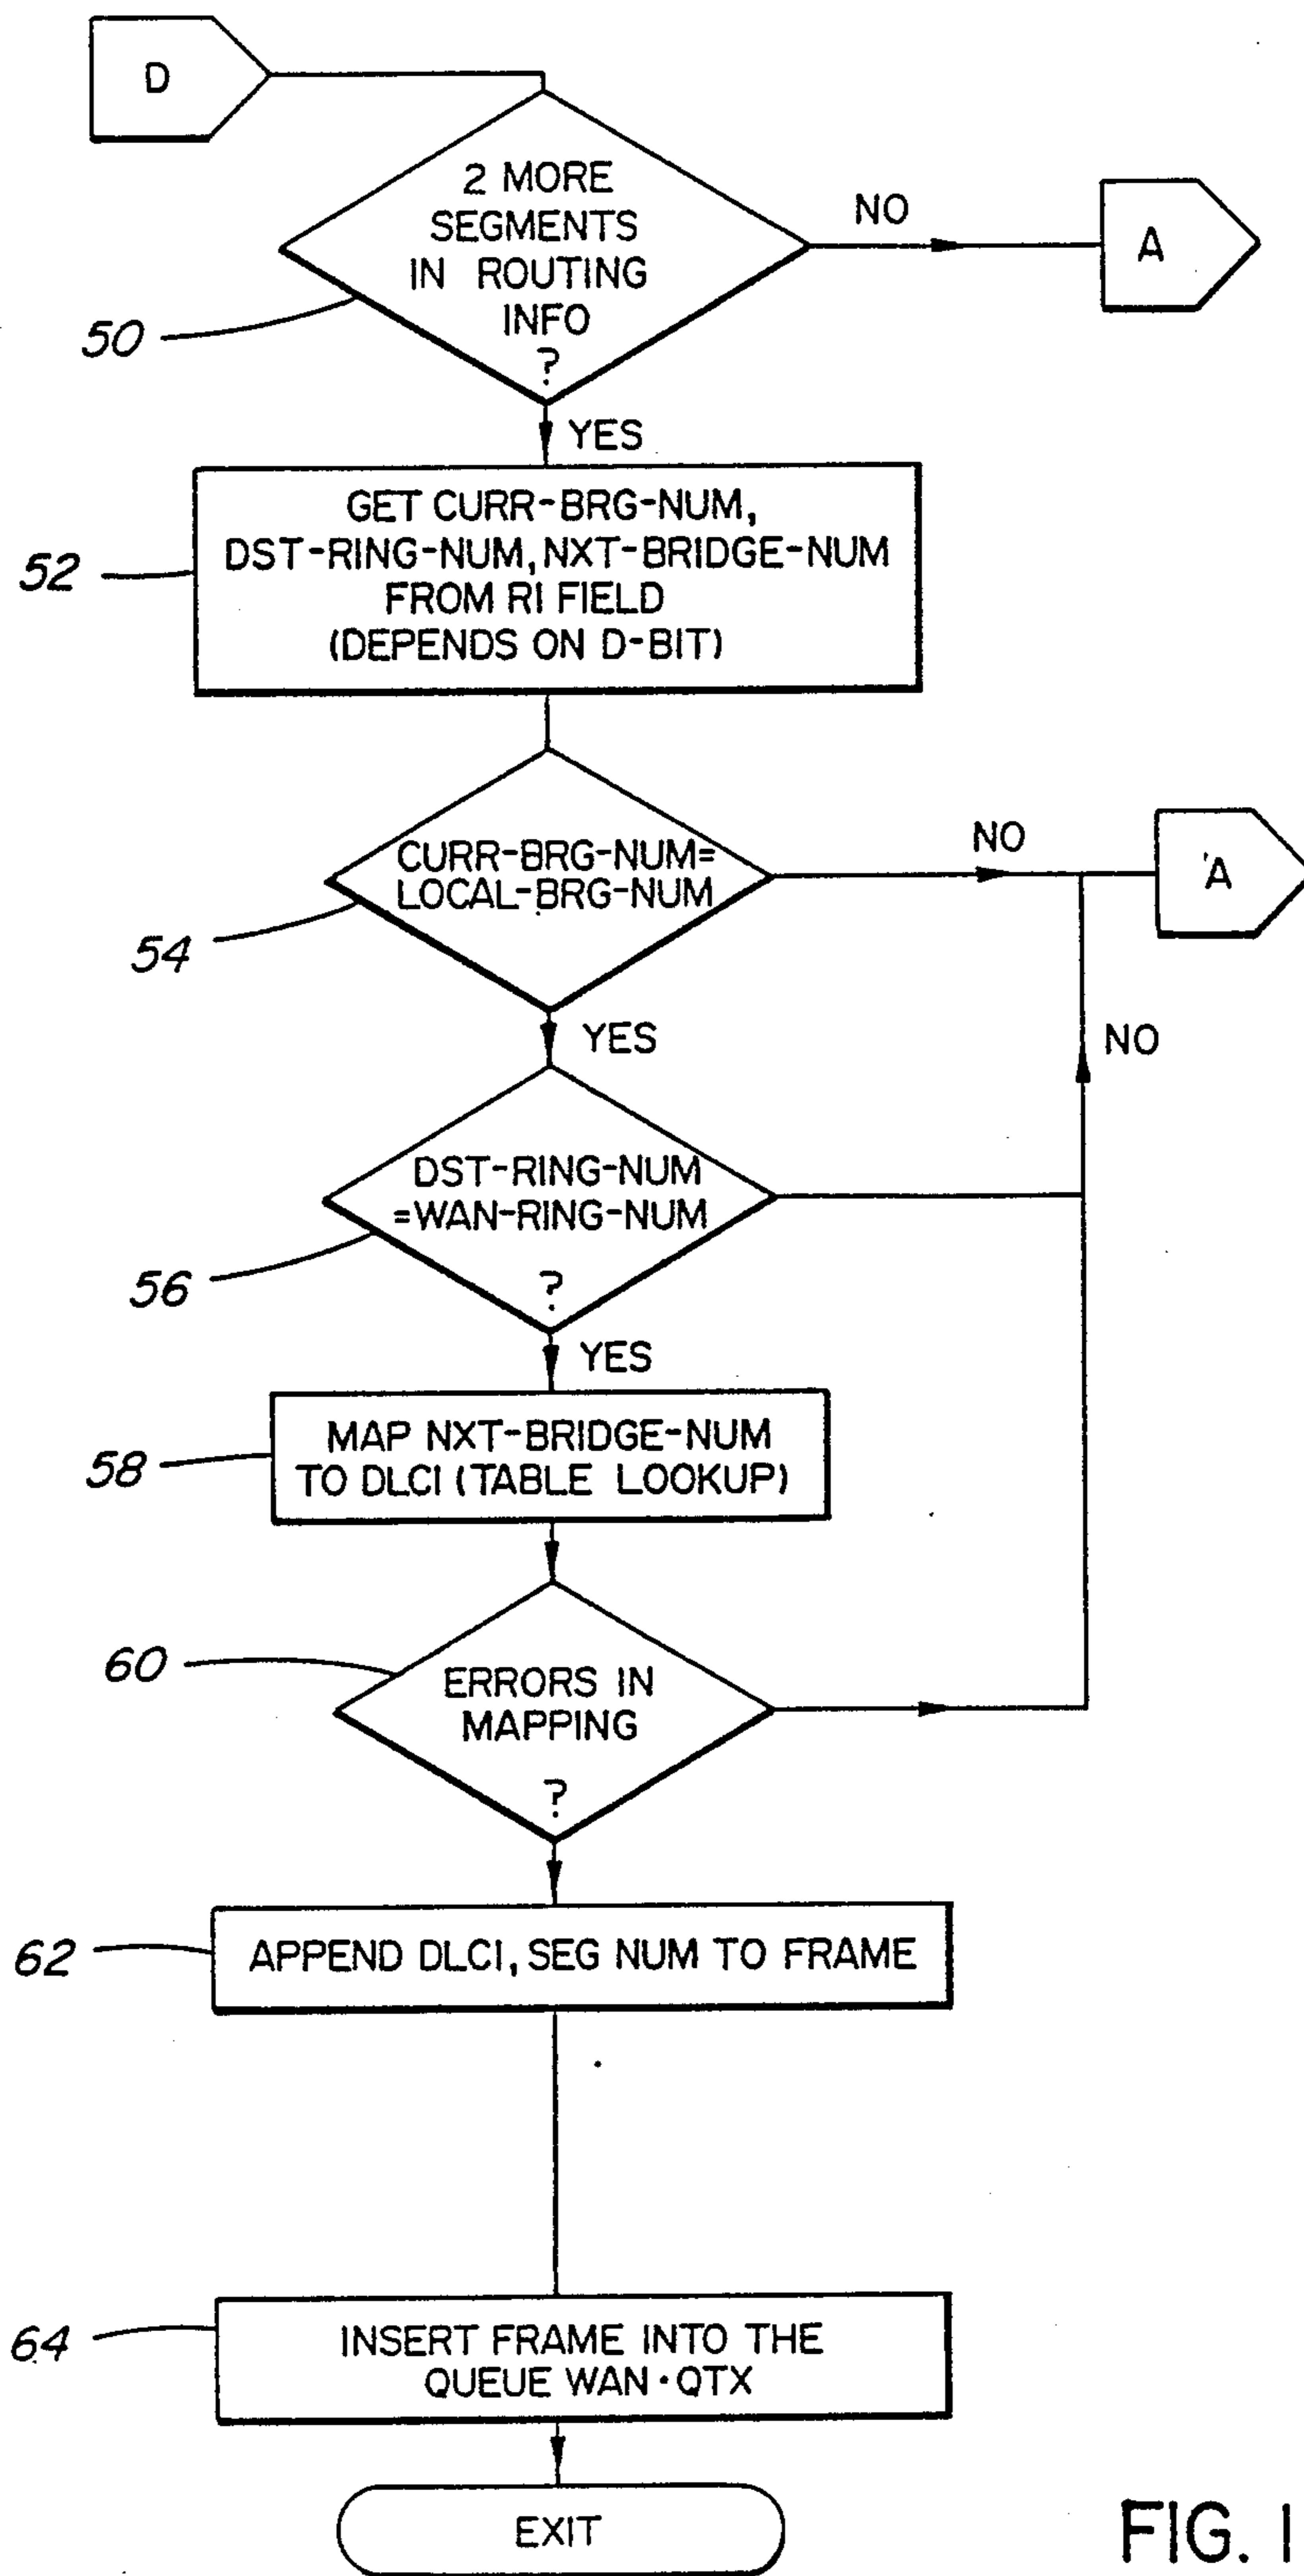 D
2 MORE
SEGMENTS
IN ROUTING
INFO
?
NO
A
50
YES
GET CURR-BRG-NUM,
DST-RING-NUM, NXT-BRIDGE-NUM
FROM RI FIELD
(DEPENDS ON D-BIT)
52
CURR-BRG-NUM=
LOCAL-BRG-NUM
NO
A
54
YES
NO
DST-RING-NUM
=WAN-RING-NUM
?
56
YES
MAP NXT-BRIDGE-NUM
TO DLCI (TABLE LOOKUP)
58
60
ERRORS IN
MAPPING
?
62
APPEND DLCI, SEG NUM TO FRAME
64
INSERT FRAME INTO THE
QUEUE WAN·QTX
EXIT
FIG. 1